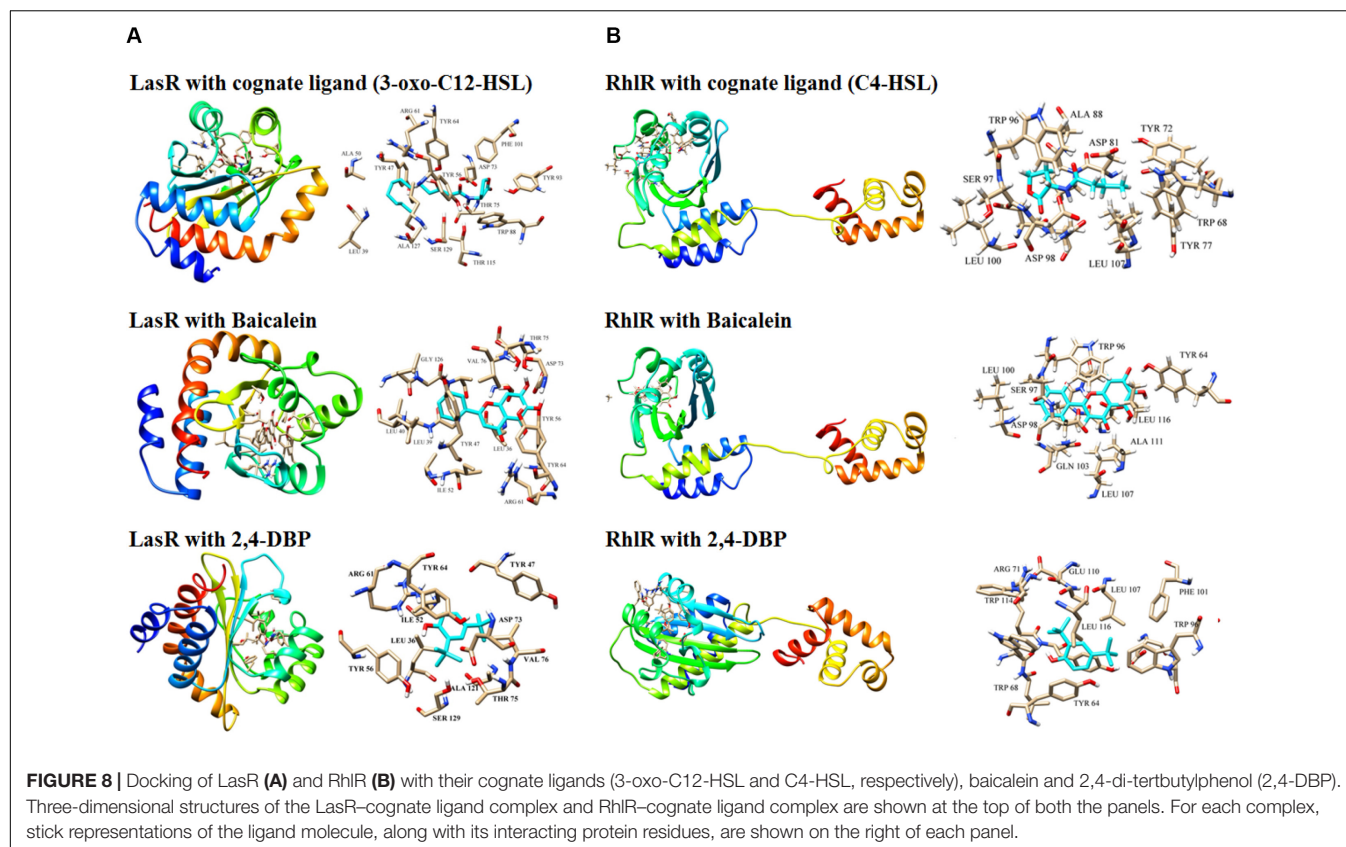 A
B
LasR with cognate ligand (3-oxo-C12-HSL)
ARG 61
TYR 64
PHE 101
ALA 50
TYR 47
TYR 56
ASP 73
TYR 93
THR 75
TRP 88
LEU 39
ALA 127
SER 129
THR 115
RhlR with cognate ligand (C4-HSL)
TRP 96
ALA 88
TYR 72
ASP 81
SER 97
TRP 68
LEU 100
ASP 98
LEU 107
TYR 77
LasR with Baicalein
GLY 126
VAL 76
THR 75
ASP 73
TYR 56
LEU 40
LEU 39
TYR 47
LEU 36
TYR 64
ILE 52
ARG 61
RhlR with Baicalein
TRP 96
TYR 64
LEU 100
SER 97
ASP 98
LEU 116
ALA 111
GLN 103
LEU 107
LasR with 2,4-DBP
ARG 61
TYR 64
TYR 47
ILE 52
ASP 73
LEU 36
VAL 76
TYR 56
ALA 121
THR 75
SER 129
RhlR with 2,4-DBP
ARG 71
GLU 110
LEU 107
PHE 101
TRP 114
LEU 116
TRP 96
TRP 68
TYR 64
FIGURE 8 | Docking of LasR (A) and RhlR (B) with their cognate ligands (3-oxo-C12-HSL and C4-HSL, respectively), baicalein and 2,4-di-tertbutylphenol (2,4-DBP).
Three-dimensional structures of the LasR–cognate ligand complex and RhlR–cognate ligand complex are shown at the top of both the panels. For each complex,
stick representations of the ligand molecule, along with its interacting protein residues, are shown on the right of each panel.